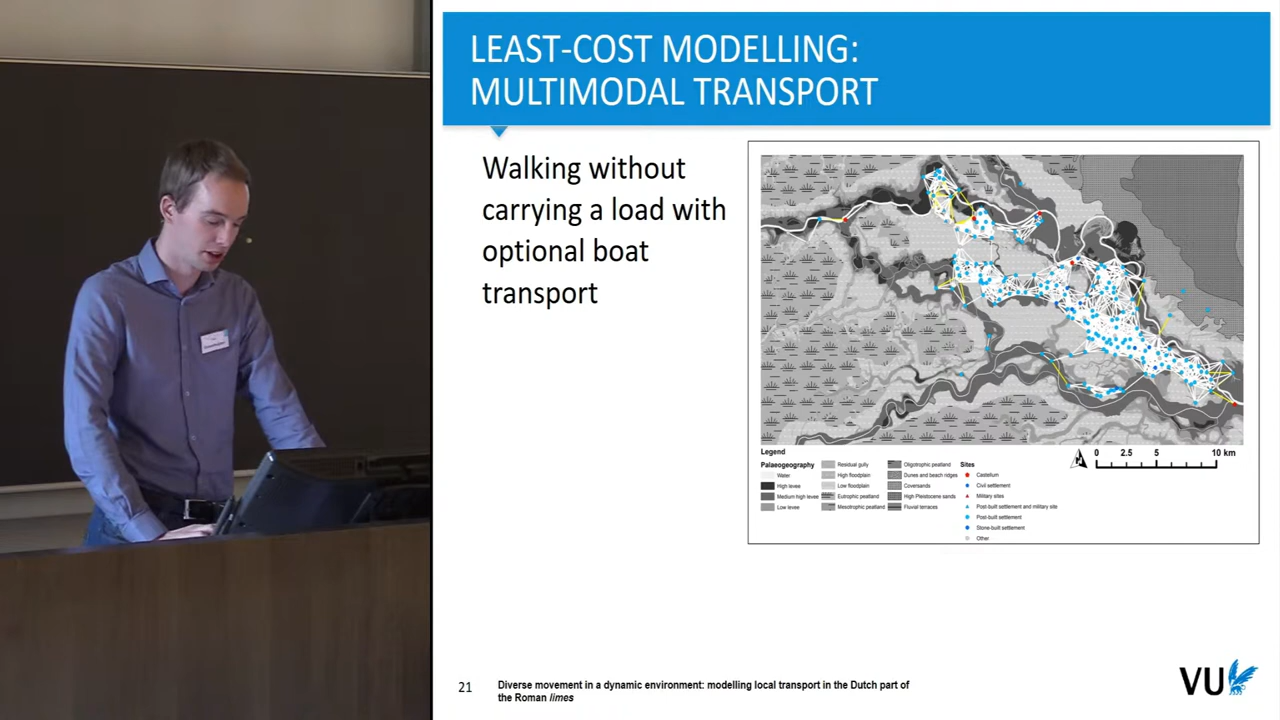 LEAST-COST MODELLING:
MULTIMODAL TRANSPORT
Walking without
carrying a load with
optional boat
transport
Legend
Palaeogeography
Water
High levee
Medium high levee
Low levee
Residual gully
High floodplain
Low floodplain
Eutrophic peatland
Mesotrophic peatland
Oligotrophic peatland
Dunes and beach ridges
Coversands
High Pleistocene sands
Fluvial terraces
Sites
Castellum
Civil settlement
Military sites
Post-built settlement and military site
Post-built settlement
Stone-built settlement
Other
0 2.5 5 10 km
21
Diverse movement in a dynamic environment: modelling local transport in the Dutch part of
the Roman limes
VU